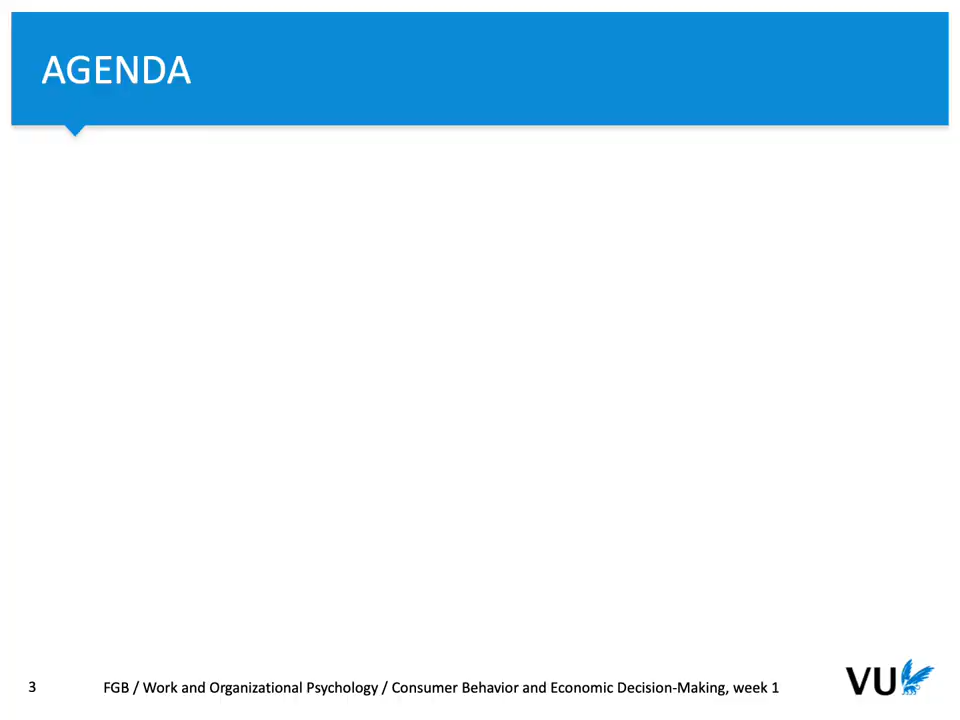 AGENDA
3
FGB / Work and Organizational Psychology / Consumer Behavior and Economic Decision-Making, week 1
VU